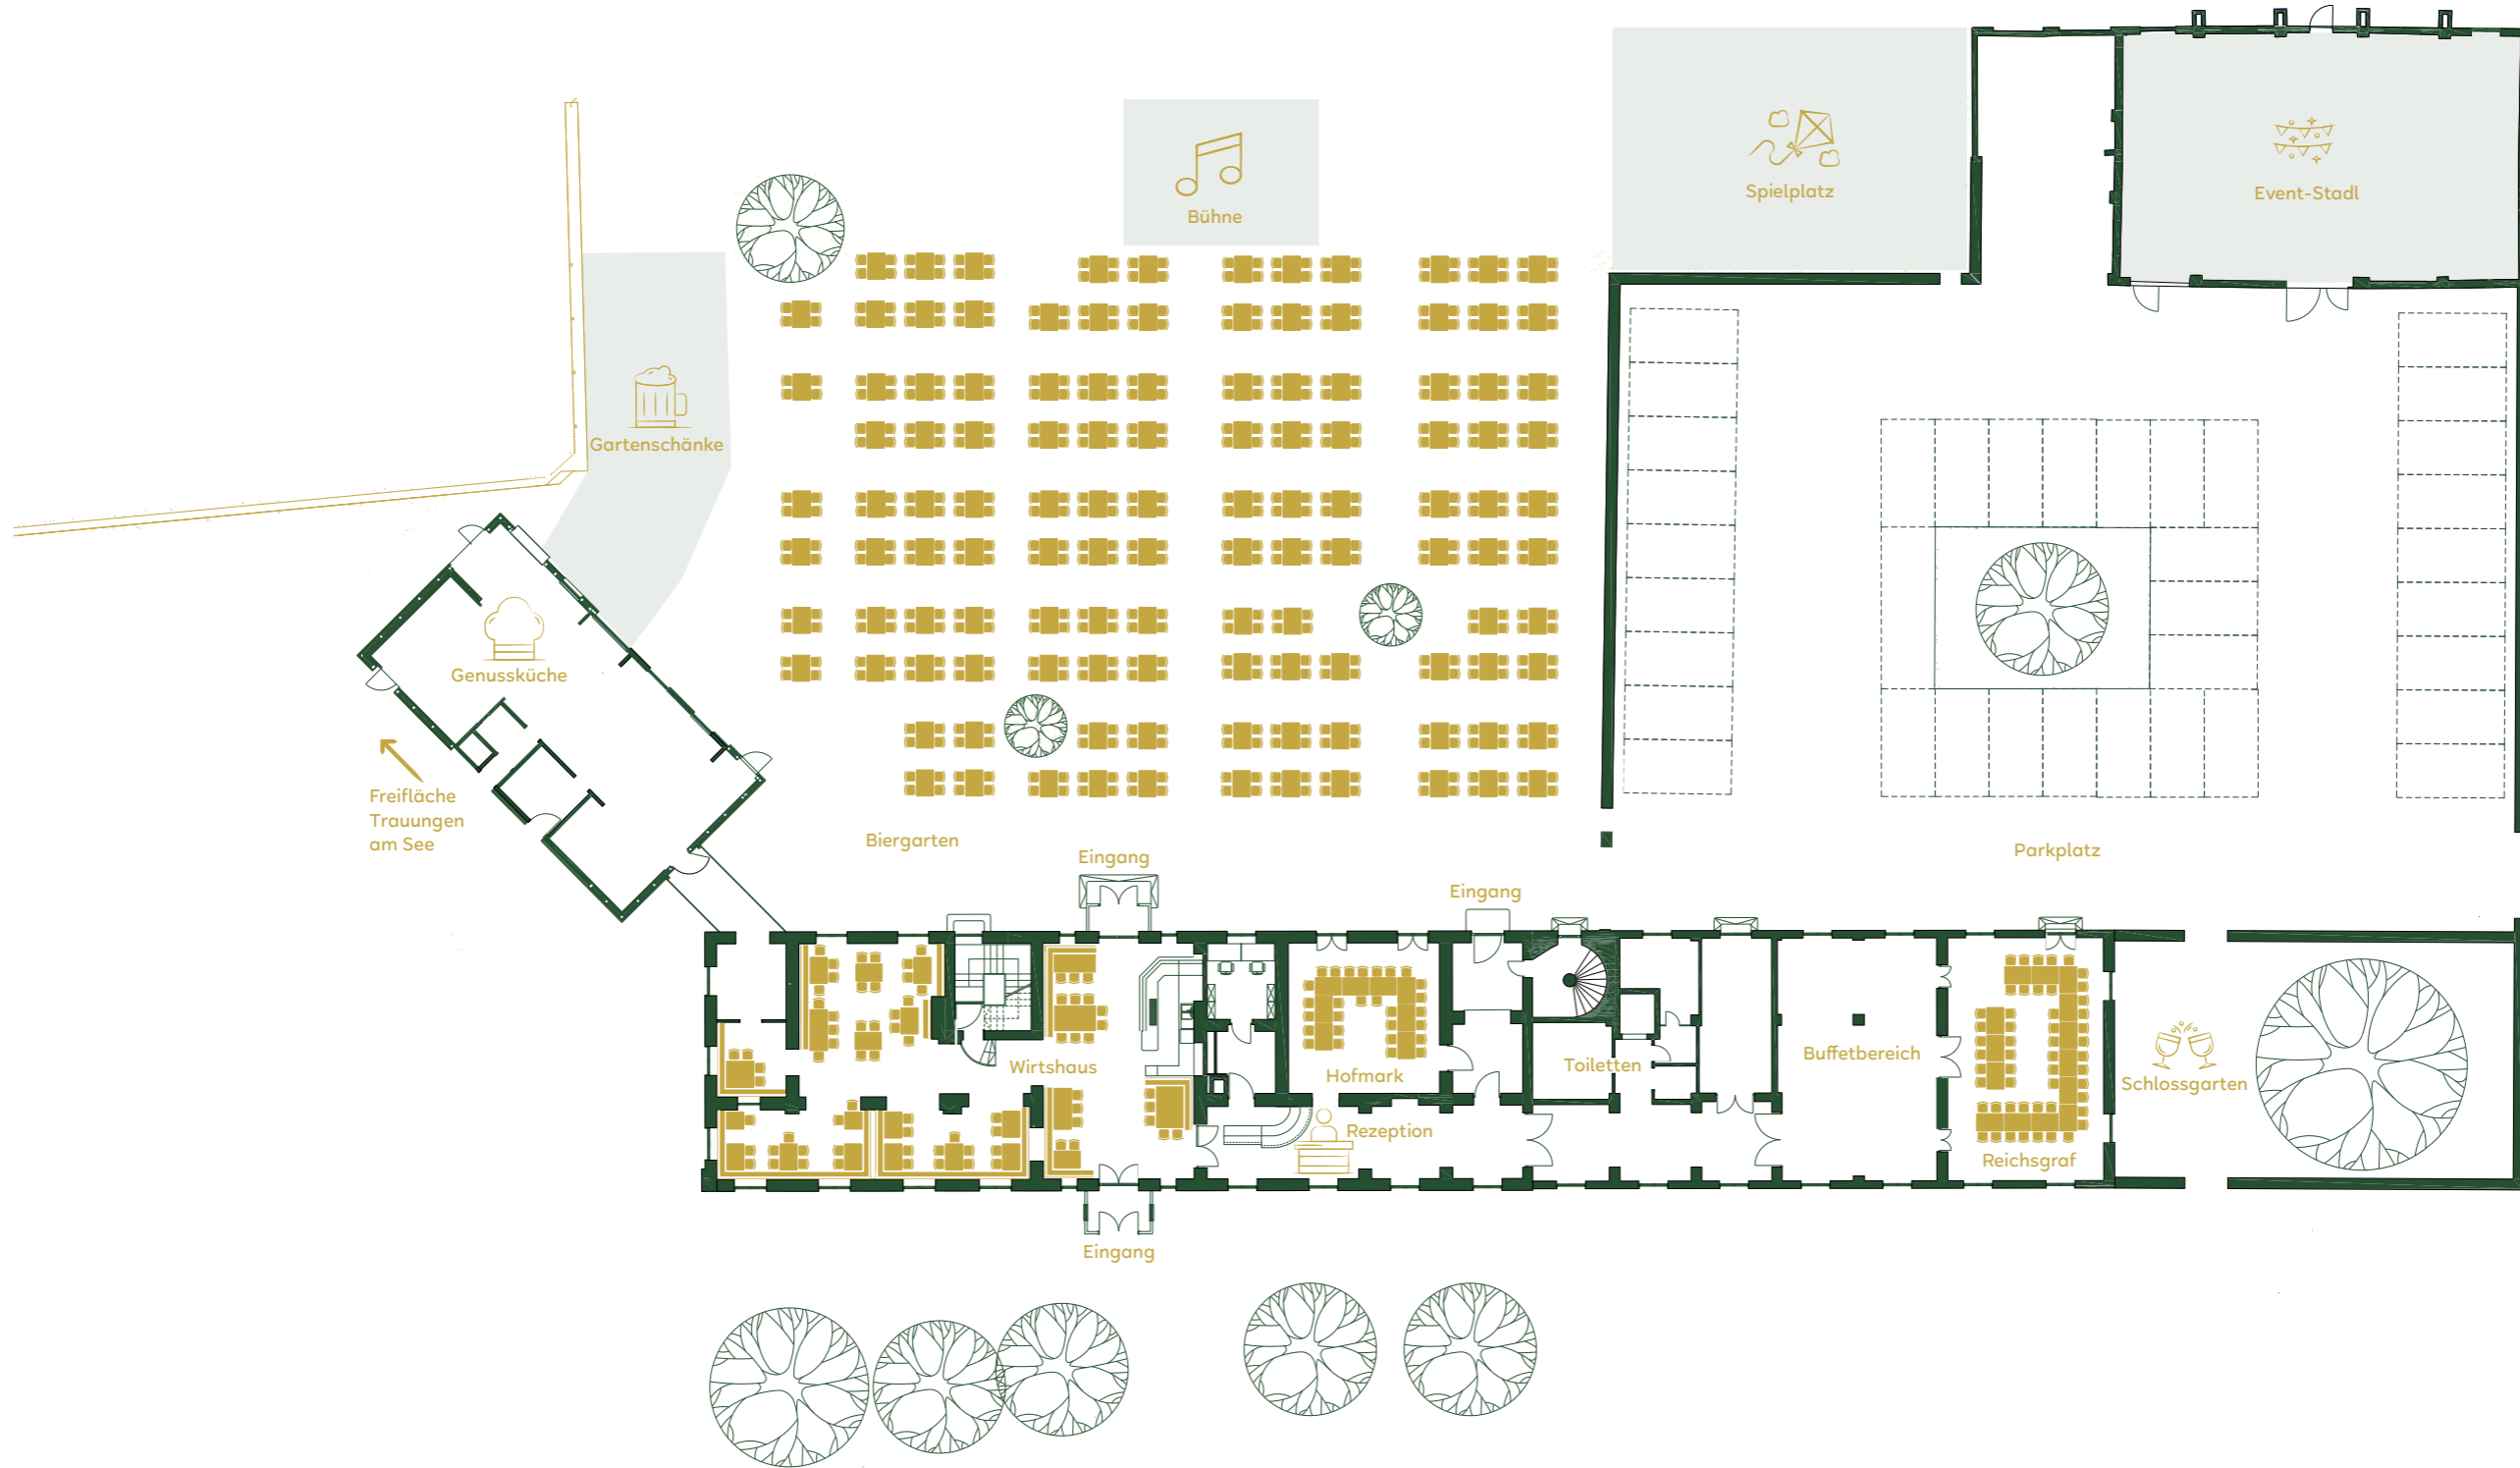 Spielplatz
Event-Stadl
Bühne
Gartenschänke
Genussküche
Freifläche
Trauungen
am See
Biergarten
Eingang
Eingang
Parkplatz
Wirtshaus
Hofmark
Toiletten
Buffetbereich
Schlossgarten
Rezeption
Reichsgraf
Eingang